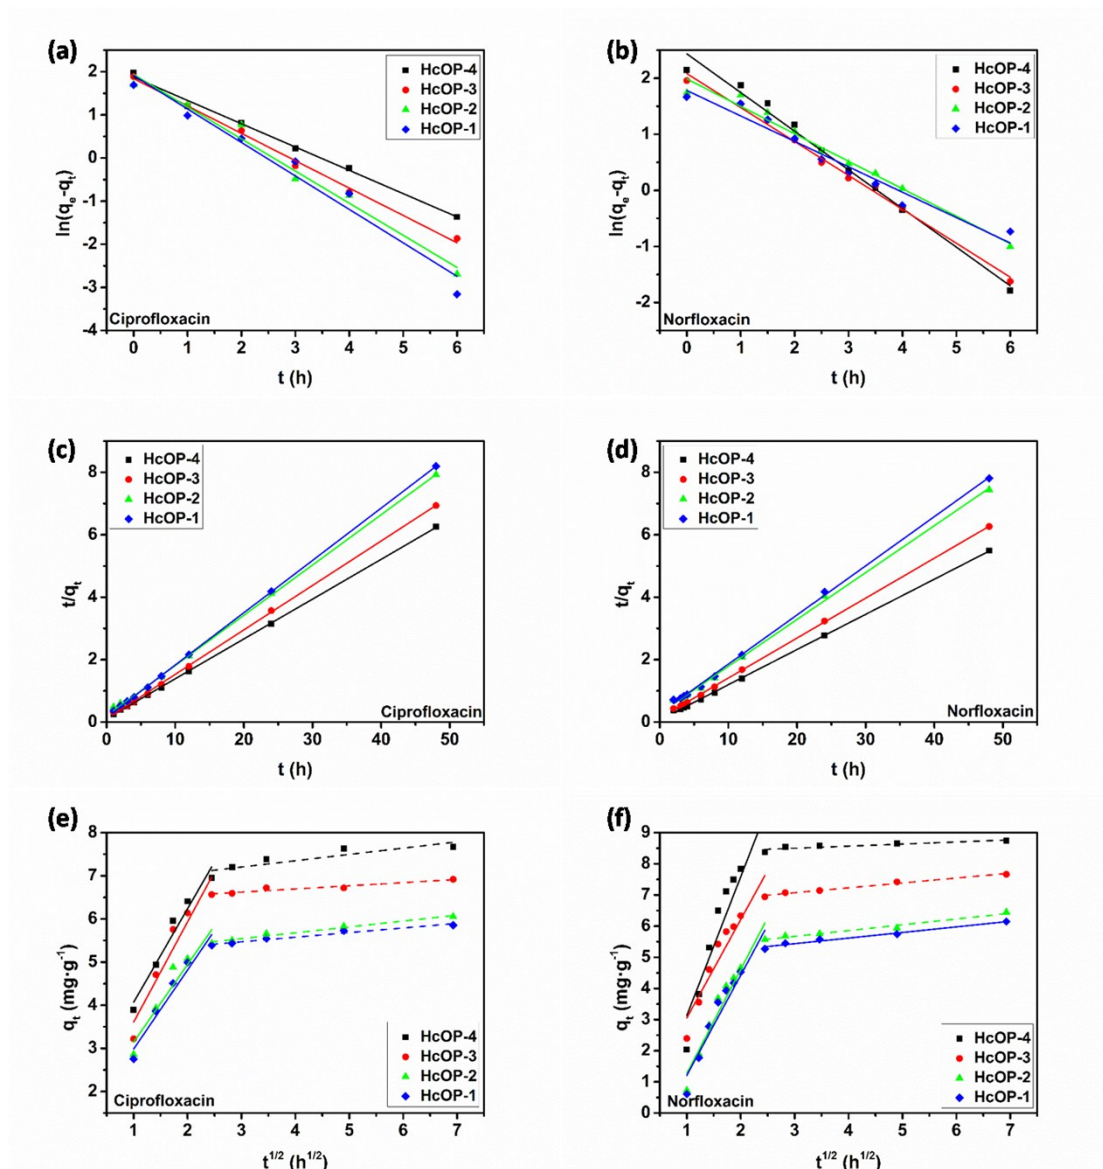 (a)
HcOP-4
HcOP-3
HcOP-2
HcOP-1
2
1
0
-1
-2
-3
-4
ln(qe-qt)
Ciprofloxacin
0 1 2 3 4 5 6
t (h)
(b)
HcOP-4
HcOP-3
HcOP-2
HcOP-1
2
1
0
-1
-2
ln(qe-qt)
Norfloxacin
0 1 2 3 4 5 6
t (h)
(c)
HcOP-4
HcOP-3
HcOP-2
HcOP-1
8
6
4
2
0
t/qt
Ciprofloxacin
0 10 20 30 40 50
t (h)
(d)
HcOP-4
HcOP-3
HcOP-2
HcOP-1
8
6
4
2
0
t/qt
Norfloxacin
0 10 20 30 40 50
t (h)
(e)
8
7
6
5
4
3
2
qt (mg·g-1)
HcOP-4
HcOP-3
HcOP-2
HcOP-1
Ciprofloxacin
1 2 3 4 5 6 7
t1/2 (h1/2)
(f)
9
8
7
6
5
4
3
2
1
0
qt (mg·g-1)
HcOP-4
HcOP-3
HcOP-2
HcOP-1
Norfloxacin
1 2 3 4 5 6 7
t1/2 (h1/2)